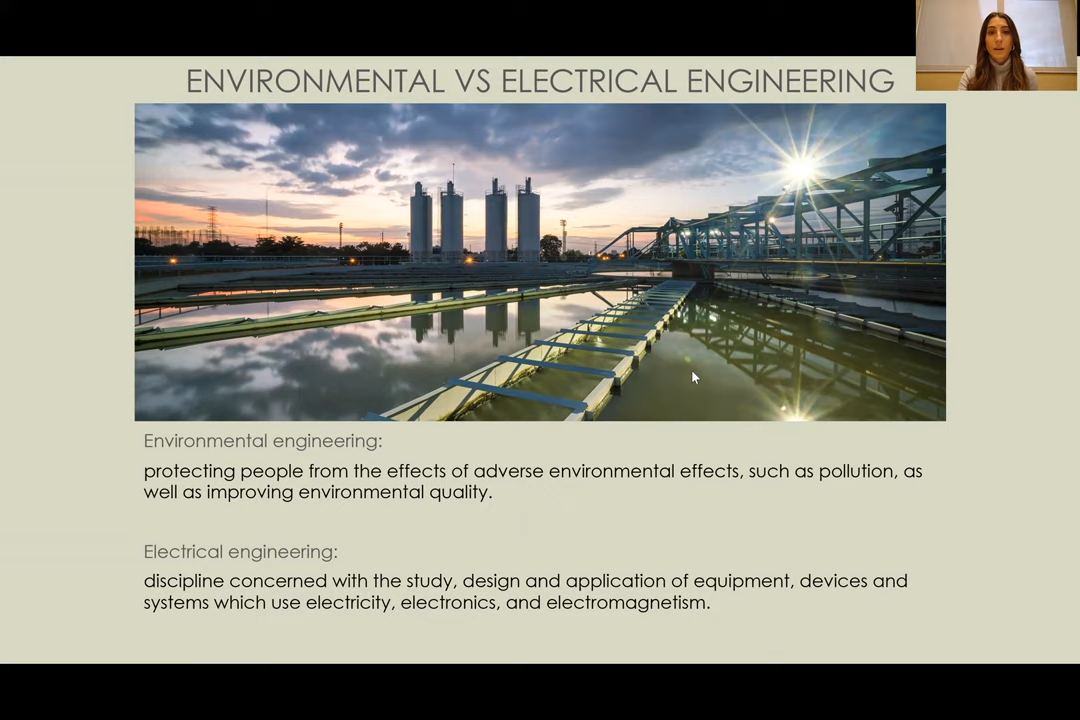 ENVIRONMENTAL VS ELECTRICAL ENGINEERING
Environmental engineering:
protecting people from the effects of adverse environmental effects, such as pollution, as
well as improving environmental quality.
Electrical engineering:
discipline concerned with the study, design and application of equipment, devices and
systems which use electricity, electronics, and electromagnetism.